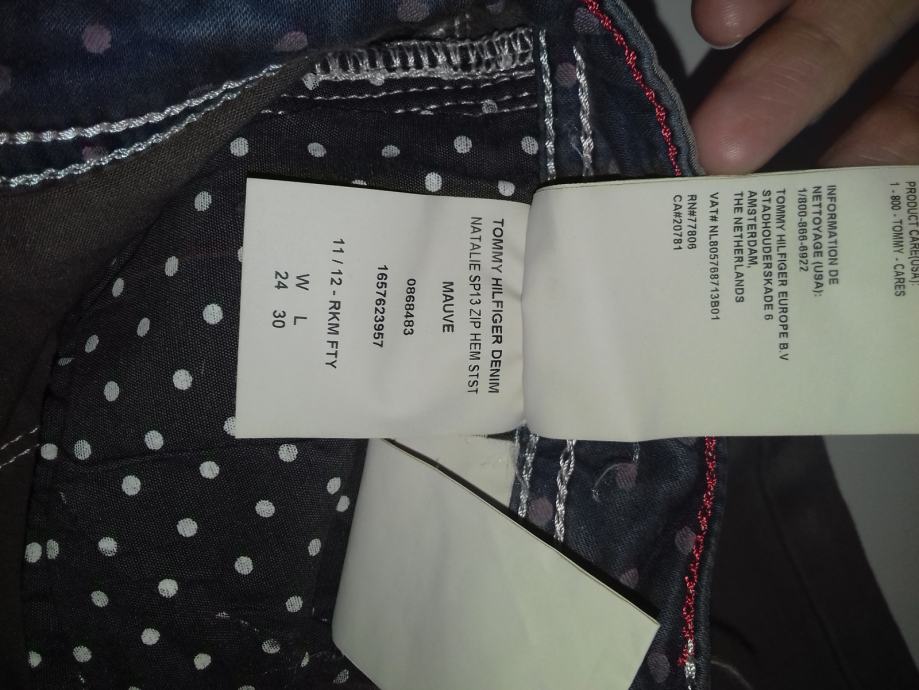 PRODUCT CARE(USA):
1 - 800 - TOMMY - CARES
INFORMATION DE
NETTOYAGE (USA):
1/800-866-6922
TOMMY HILFIGER EUROPE B.V
STADHOUDERSKADE 6
AMSTERDAM,
THE NETHERLANDS
VAT# NL805768713B01
RN#77806
CA#20781
TOMMY HILFIGER DENIM
NATALIE SP13 ZIP HEM STST
MAUVE
0868483
1657623957
11 / 12 - RKM FTY
W L
24 30